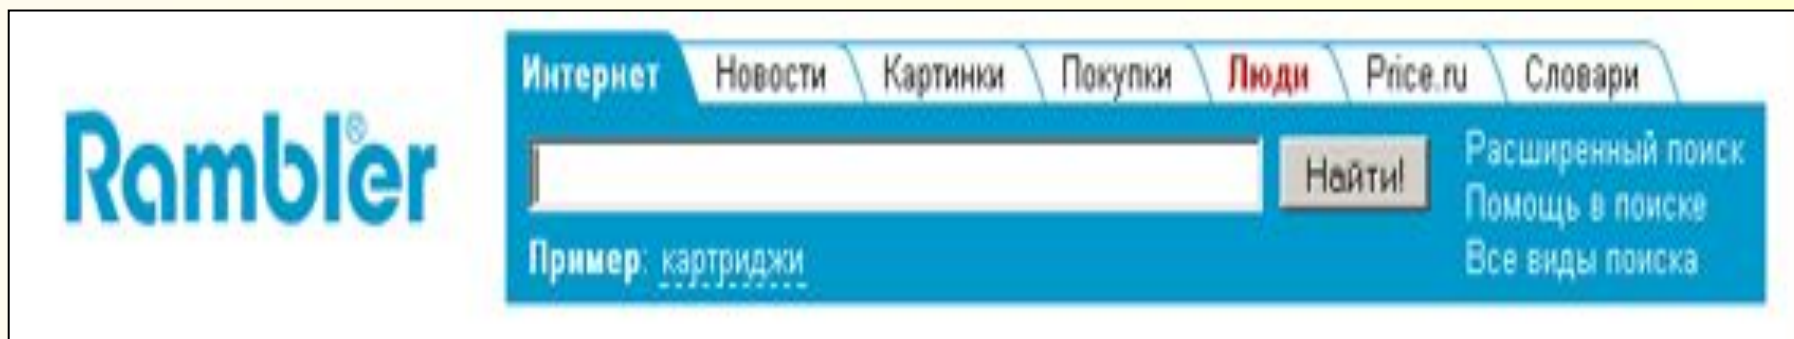 Интернет Новости Картинки Покупки Люди Price.ru Словари
Rambler®
Найти!
Расширенный поиск
Помощь в поиске
Все виды поиска
Пример: картриджи